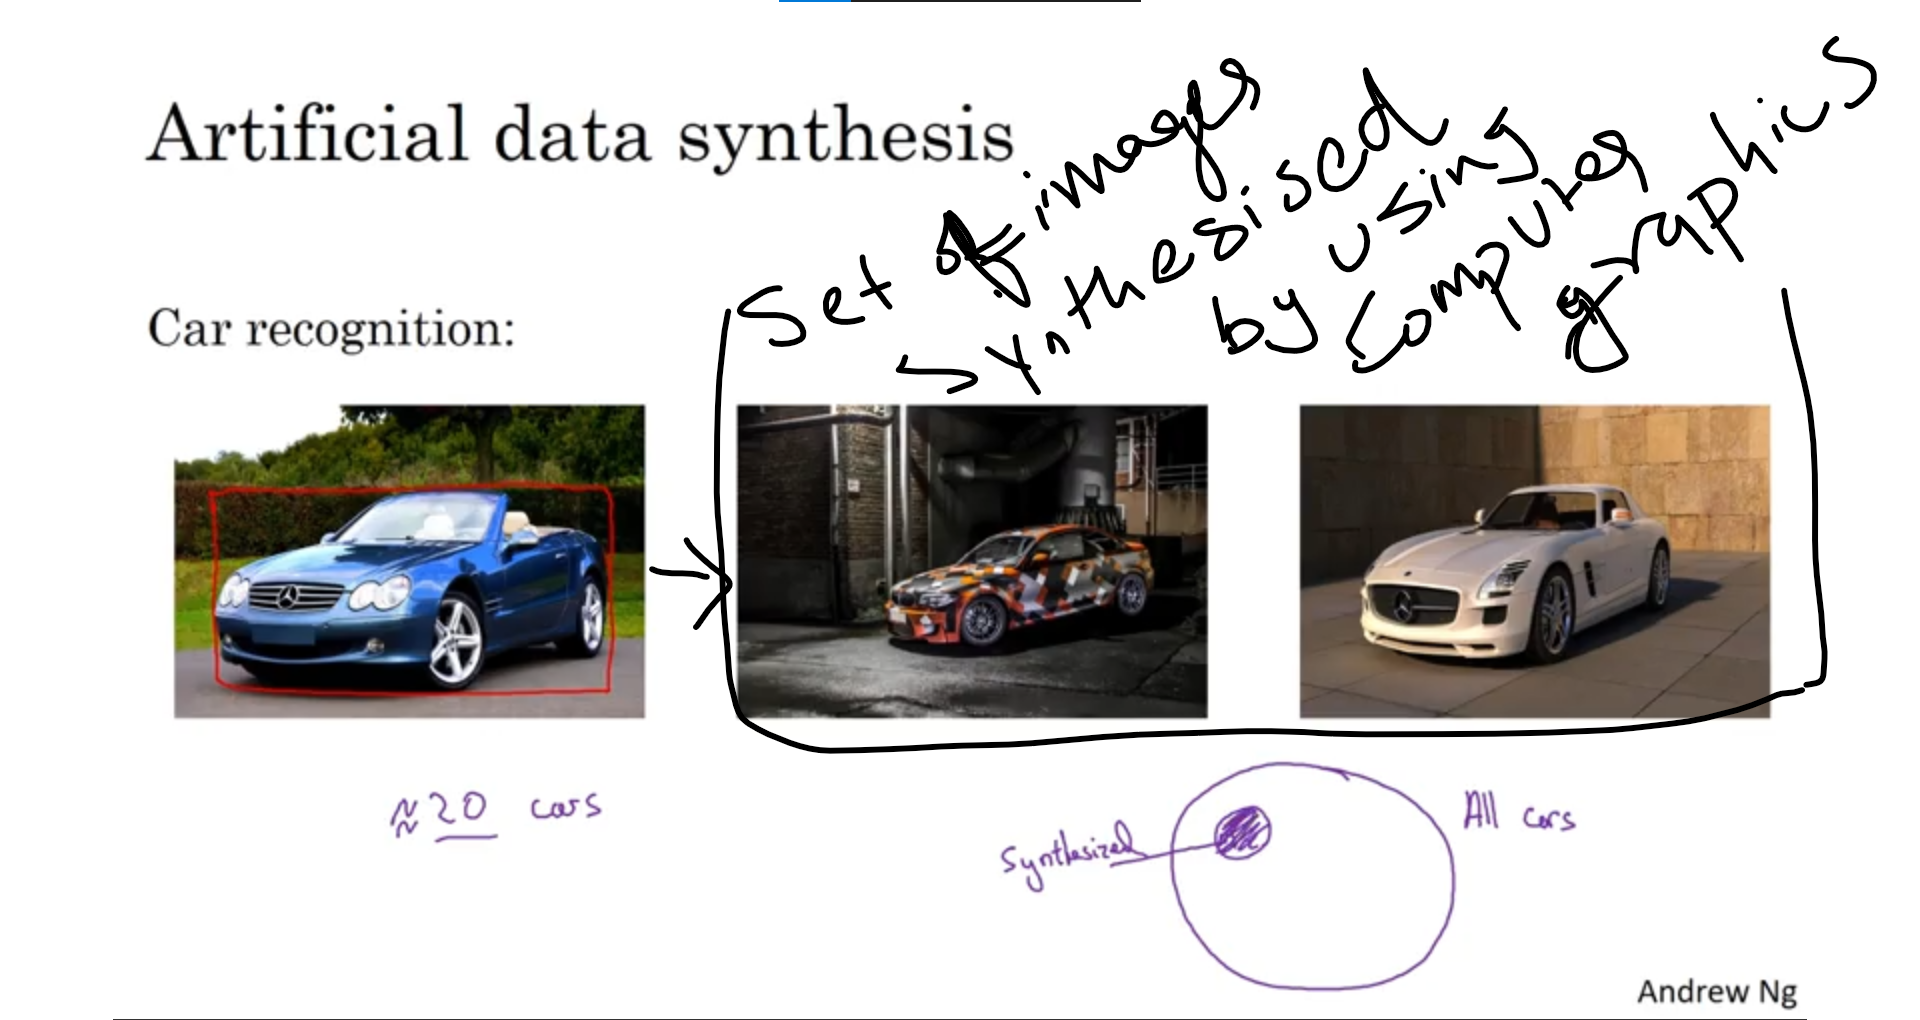 Artificial data synthesis
Set of images
synthesised
by using
computer
graphics
Car recognition:
≈20 cars
Synthesized
All cars
Andrew Ng